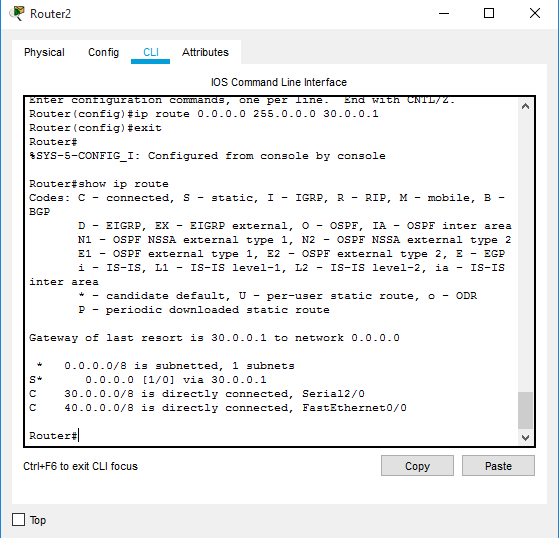 Router2
Physical Config CLI Attributes
IOS Command Line Interface
Enter configuration commands, one per line.  End with CNTL/Z.
Router(config)#ip route 0.0.0.0 255.0.0.0 30.0.0.1
Router(config)#exit
Router#
%SYS-5-CONFIG_I: Configured from console by console
Router#show ip route
Codes: C - connected, S - static, I - IGRP, R - RIP, M - mobile, B -
BGP
       D - EIGRP, EX - EIGRP external, O - OSPF, IA - OSPF inter area
       N1 - OSPF NSSA external type 1, N2 - OSPF NSSA external type 2
       E1 - OSPF external type 1, E2 - OSPF external type 2, E - EGP
       i - IS-IS, L1 - IS-IS level-1, L2 - IS-IS level-2, ia - IS-IS
inter area
       * - candidate default, U - per-user static route, o - ODR
       P - periodic downloaded static route
Gateway of last resort is 30.0.0.1 to network 0.0.0.0
 *   0.0.0.0/8 is subnetted, 1 subnets
S*      0.0.0.0 [1/0] via 30.0.0.1
C    30.0.0.0/8 is directly connected, Serial2/0
C    40.0.0.0/8 is directly connected, FastEthernet0/0
Router#
Ctrl+F6 to exit CLI focus
Copy Paste
Top